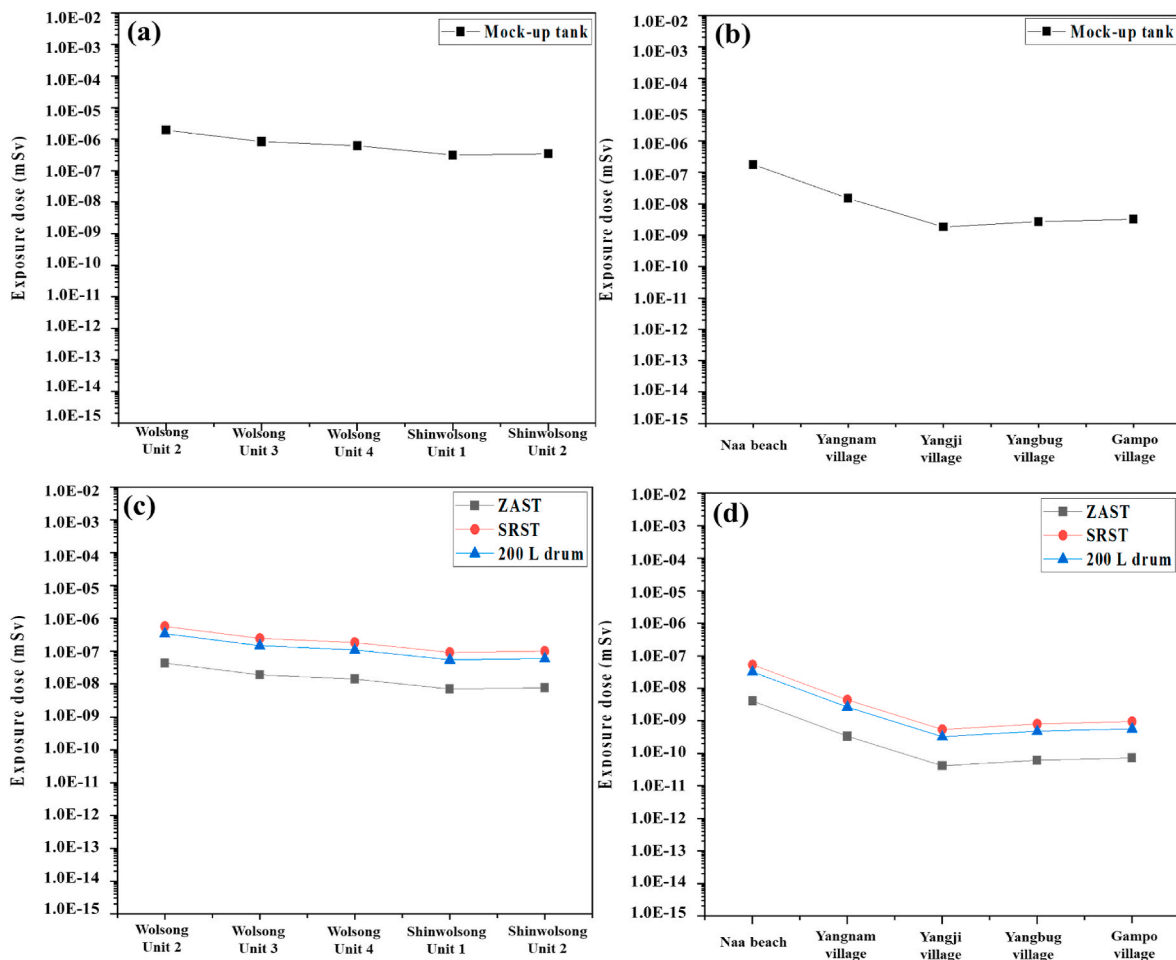 (a)
Mock-up tank
Exposure dose (mSv)
1.0E-02
1.0E-03
1.0E-04
1.0E-05
1.0E-06
1.0E-07
1.0E-08
1.0E-09
1.0E-10
1.0E-11
1.0E-12
1.0E-13
1.0E-14
1.0E-15
Wolsong
Unit 2
Wolsong
Unit 3
Wolsong
Unit 4
Shinwolsong
Unit 1
Shinwolsong
Unit 2
(b)
Mock-up tank
Exposure dose (mSv)
1.0E-02
1.0E-03
1.0E-04
1.0E-05
1.0E-06
1.0E-07
1.0E-08
1.0E-09
1.0E-10
1.0E-11
1.0E-12
1.0E-13
1.0E-14
1.0E-15
Naa beach
Yangnam
village
Yangji
village
Yangbug
village
Gampo
village
(c)
ZAST
SRST
200 L drum
Exposure dose (mSv)
1.0E-02
1.0E-03
1.0E-04
1.0E-05
1.0E-06
1.0E-07
1.0E-08
1.0E-09
1.0E-10
1.0E-11
1.0E-12
1.0E-13
1.0E-14
1.0E-15
Wolsong
Unit 2
Wolsong
Unit 3
Wolsong
Unit 4
Shinwolsong
Unit 1
Shinwolsong
Unit 2
(d)
ZAST
SRST
200 L drum
Exposure dose (mSv)
1.0E-02
1.0E-03
1.0E-04
1.0E-05
1.0E-06
1.0E-07
1.0E-08
1.0E-09
1.0E-10
1.0E-11
1.0E-12
1.0E-13
1.0E-14
1.0E-15
Naa beach
Yangnam
village
Yangji
village
Yangbug
village
Gampo
village